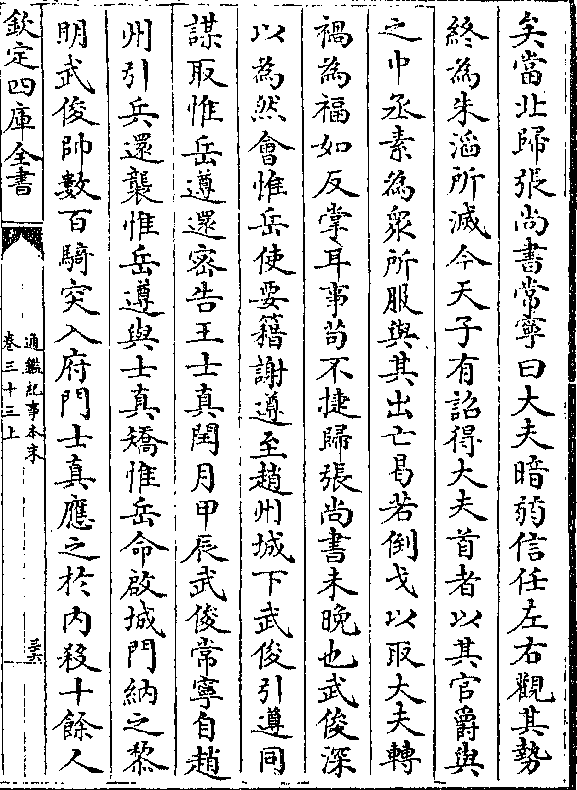 矣當北歸張尚書常寧曰大夫暗弱信任左右觀其勢
終為朱滔所滅今天子有詔得大夫首者以其官爵與
之中丞素為衆所服與其出亡曷若倒戈以取大夫轉
禍為福如反掌耳事苟不捷歸張尚書未晚也武俊深
以為然會惟岳使要籍謝遵至趙州城下武俊引遵同
謀取惟岳遵還密告王士真閏月甲辰武俊常寧自趙
州引兵還襲惟岳遵與士真矯惟岳命啟城門納之黎
明武俊帥數百騎突入府門士真應之於内殺十餘人
欽定四庫全書
通鑑紀事本末
卷三十三上